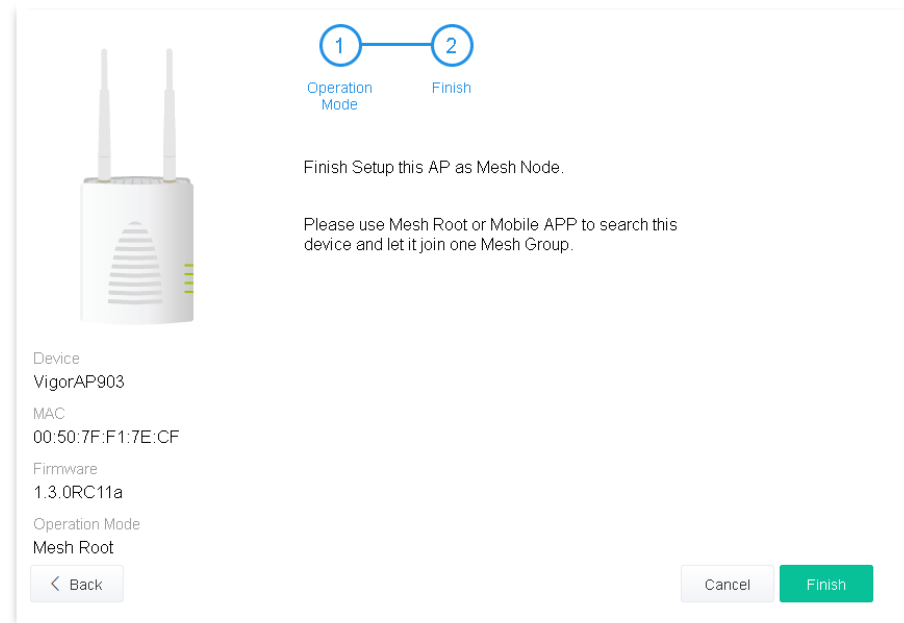 1
2
Operation
Mode
Finish
Finish Setup this AP as Mesh Node.
Please use Mesh Root or Mobile APP to search this
device and let it join one Mesh Group.
Device
VigorAP903
MAC
00:50:7F:F1:7E:CF
Firmware
1.3.0RC11a
Operation Mode
Mesh Root
Back
Cancel
Finish